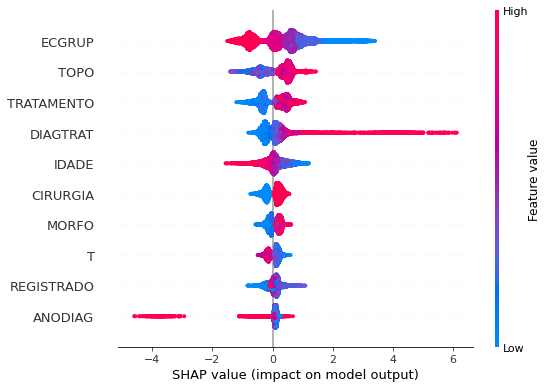 High
ECGRUP
TOPO
TRATAMENTO
DIAGTRAT
IDADE
CIRURGIA
MORFO
T
REGISTRADO
ANODIAG
Feature value
Low
−4 −2 0 2 4 6
SHAP value (impact on model output)